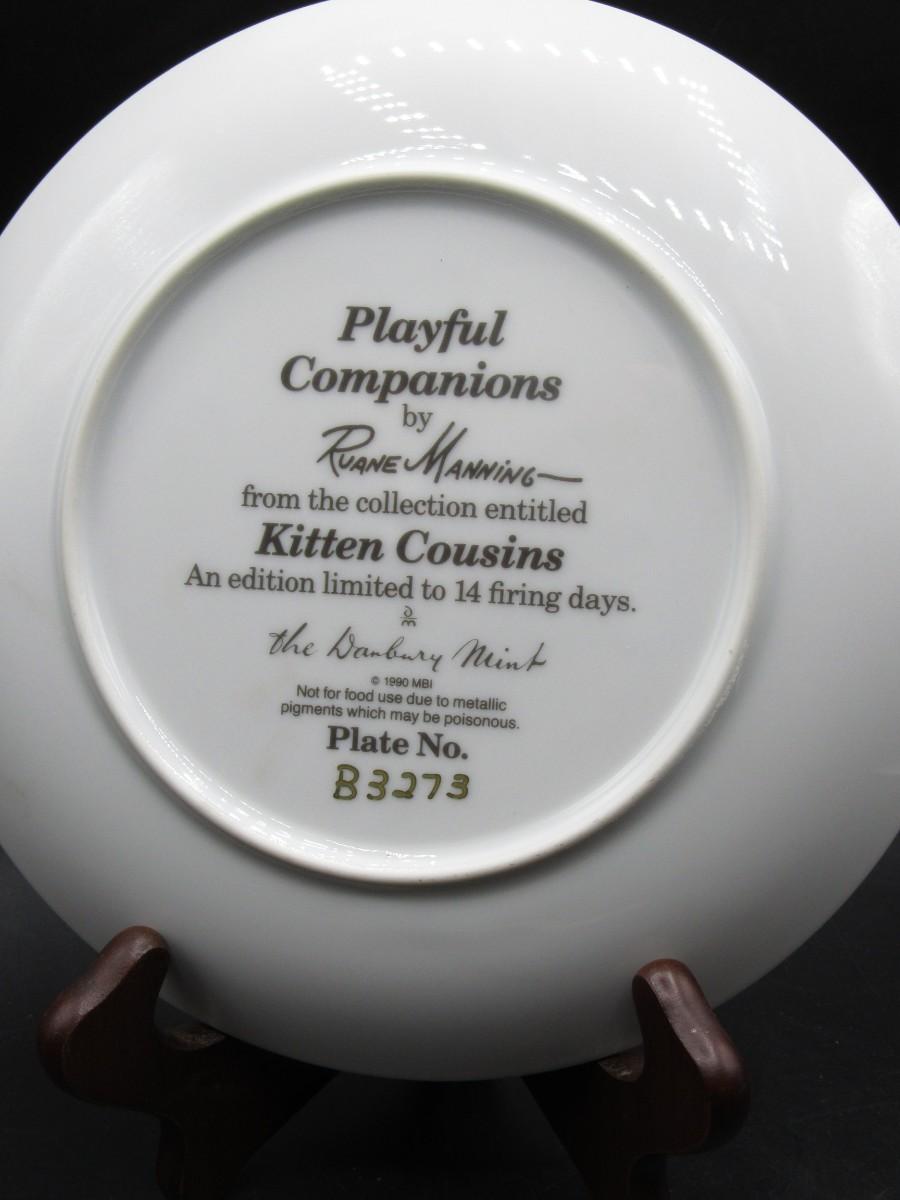 Playful
Companions
by
Ruane Manning
from the collection entitled
Kitten Cousins
An edition limited to 14 firing days.
DM
the Danbury Mint
© 1990 MBI
Not for food use due to metallic
pigments which may be poisonous.
Plate No.
B3273